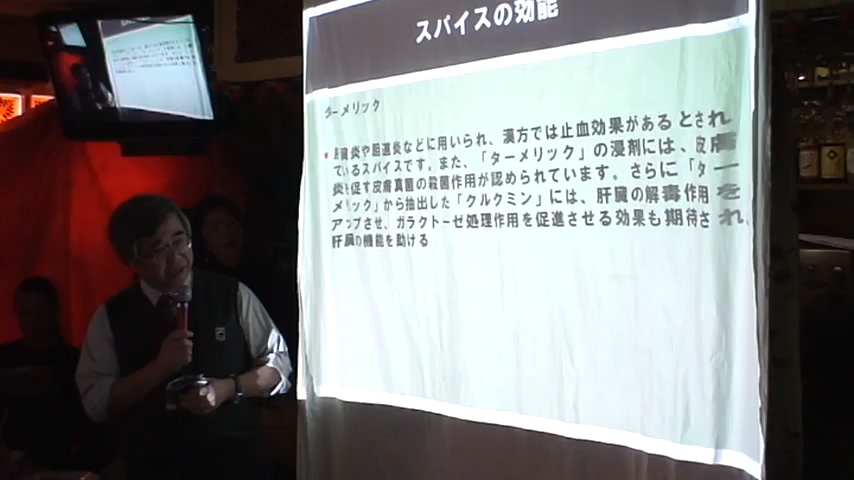 スパイスの効能
ターメリック
肝臓炎や胆道炎などに用いられ、漢方では止血効果があるとされ
ているスパイスです。また、「ターメリック」の浸剤には、皮膚
炎を促す皮膚真菌の殺菌作用が認められています。さらに「ター
メリック」から抽出した「クルクミン」には、肝臓の解毒作用を
アップさせ、ガラクトーゼ処理作用を促進させる効果も期待され、
肝臓の機能を助ける